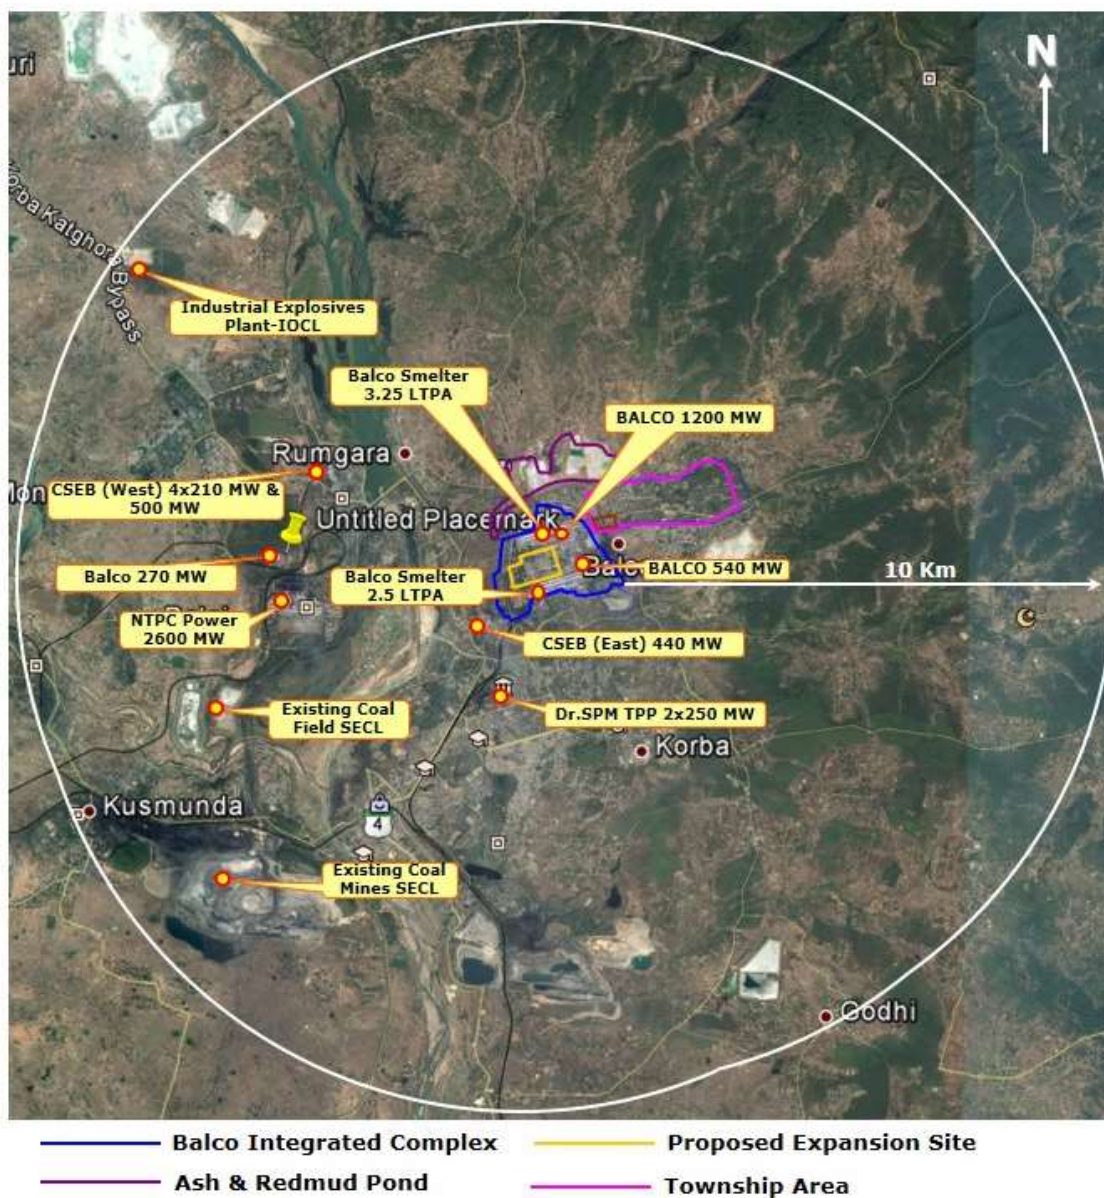 N
uri
Korba Katghora Bypass
Industrial Explosives
Plant-IOCL
Balco Smelter
3.25 LTPA
BALCO 1200 MW
Rumgara
CSEB (West) 4x210 MW &
500 MW
Untitled Placemark
Balco 270 MW
Balco Smelter
2.5 LTPA
BALCO 540 MW
10 Km
NTPC Power
2600 MW
CSEB (East) 440 MW
Existing Coal
Field SECL
Dr.SPM TPP 2x250 MW
Korba
Kusmunda
4
Existing Coal
Mines SECL
Godhi
Balco Integrated Complex
Proposed Expansion Site
Ash & Redmud Pond
Township Area